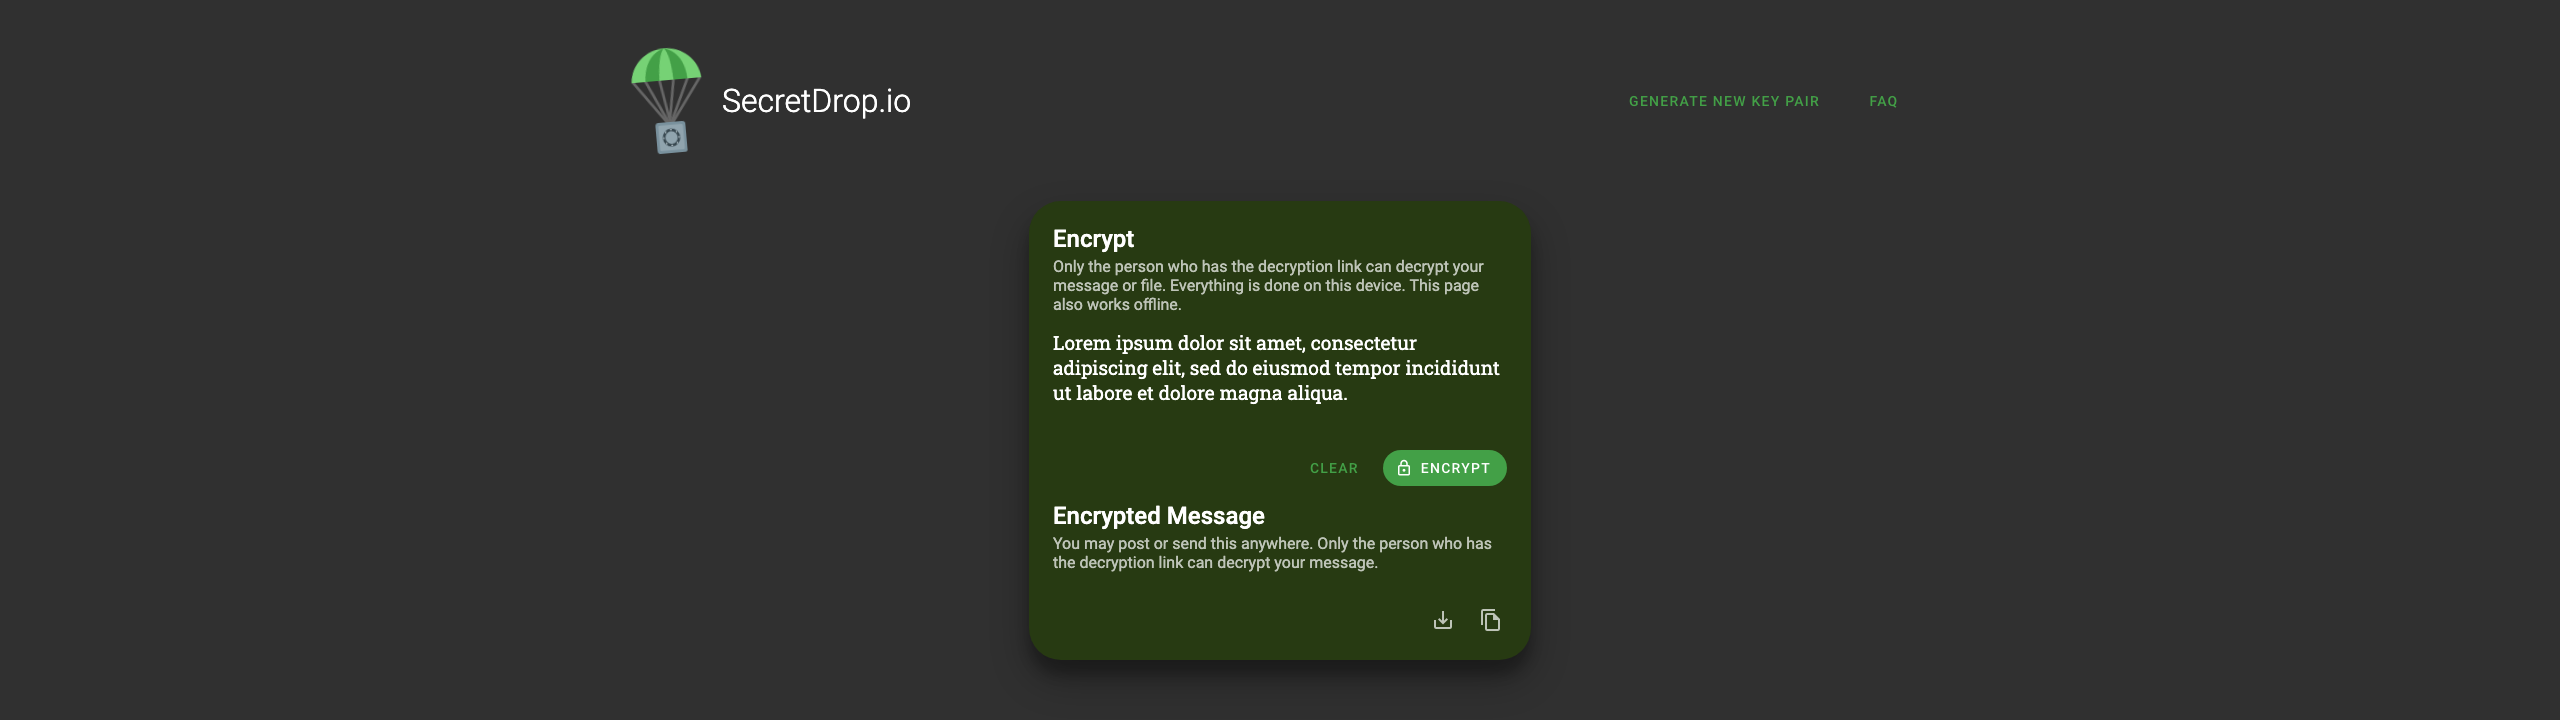 SecretDrop.io
GENERATE NEW KEY PAIR
FAQ
Encrypt
Only the person who has the decryption link can decrypt your
message or file. Everything is done on this device. This page
also works offline.
Lorem ipsum dolor sit amet, consectetur
adipiscing elit, sed do eiusmod tempor incididunt
ut labore et dolore magna aliqua.
CLEAR
ENCRYPT
Encrypted Message
You may post or send this anywhere. Only the person who has
the decryption link can decrypt your message.